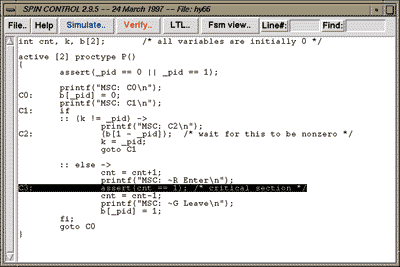 SPIN CONTROL 2.9.5 -- 24 March 1997 -- File: hy66
File.. Help Simulate.. Verify.. LTL.. Fsm view.. Line#: Find:
int cnt, k, b[2]; /* all variables are initially 0 */
active [2] proctype P()
{
assert(_pid == 0 || _pid == 1);
printf("MSC: C0\n");
C0: b[_pid] = 0;
printf("MSC: C1\n");
C1: if
:: (k != _pid) ->
printf("MSC: C2\n");
C2: (b[1 - _pid]); /* wait for this to be nonzero */
k = _pid;
goto C1
:: else ->
cnt = cnt+1;
printf("MSC: ~R Enter\n");
C3: assert(cnt == 1); /* critical section */
cnt = cnt-1;
printf("MSC: ~G Leave\n");
b[_pid] = 1;
fi;
goto C0
}